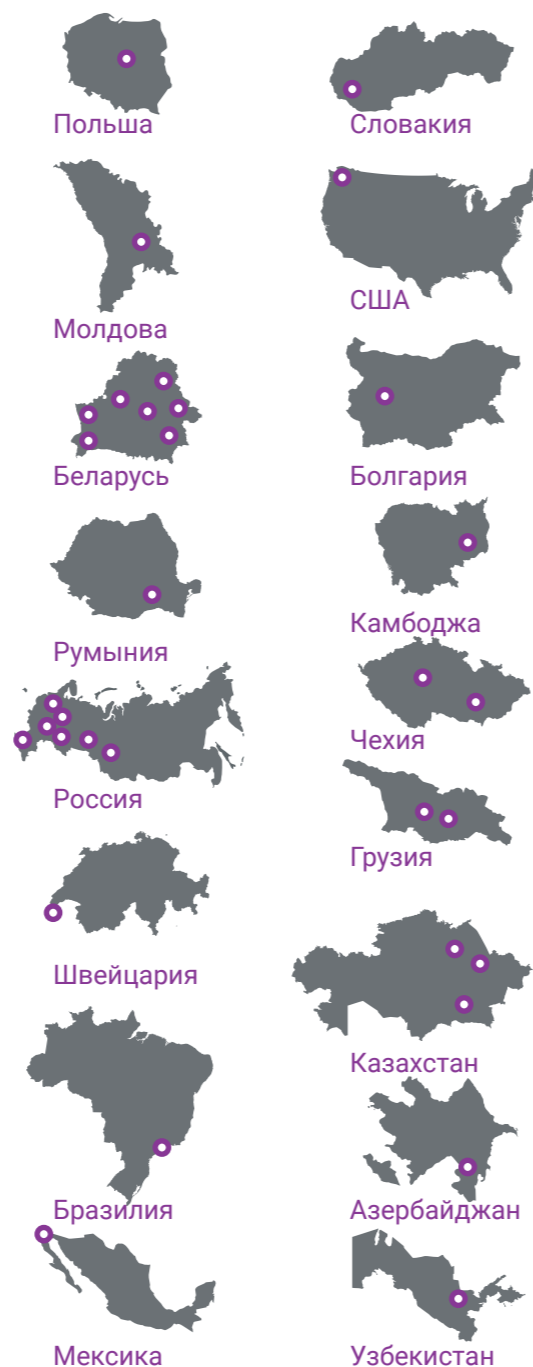 Польша
Словакия
Молдова
США
Беларусь
Болгария
Румыния
Камбоджа
Россия
Чехия
Швейцария
Грузия
Бразилия
Казахстан
Мексика
Азербайджан
Узбекистан